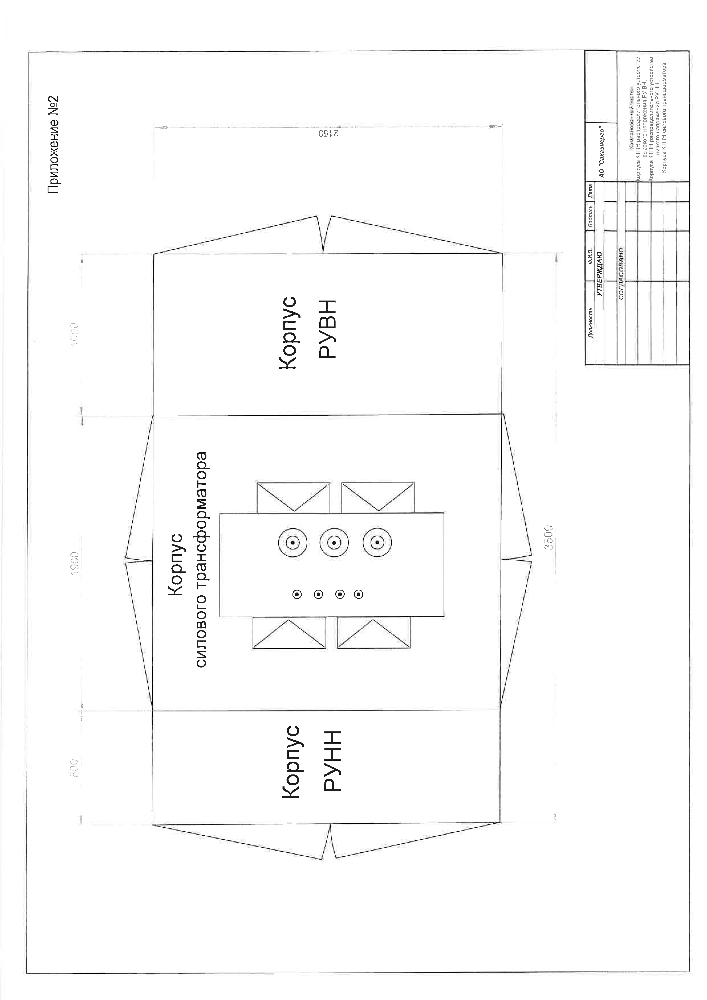 Приложение №2
600
1900
1000
Корпус
РУНН
Корпус
силового трансформатора
Корпус
РУВН
2150
3500
Должность
Ф.И.О.
Подпись
Дата
УТВЕРЖДАЮ
АО "Сахаэнерго"
СОГЛАСОВАНО
Компановочный чертеж
Корпуса КТПН распределительного устройства
высокого напряжения РУ ВН,
Корпуса КТПН распределительного устройство
низкого напряжения РУ НН,
Корпуса КТПН силового трансформатора